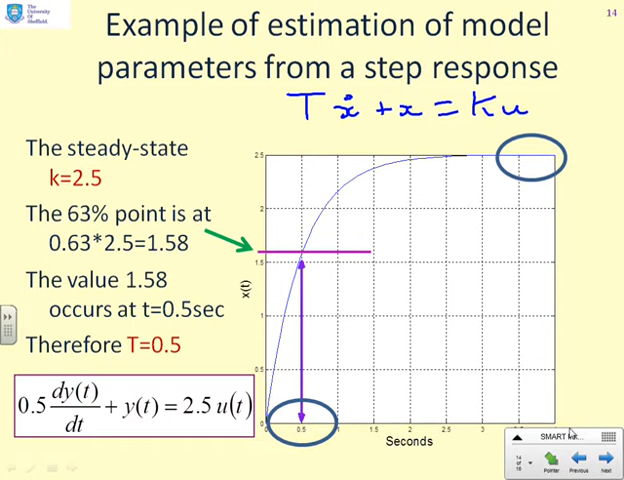 The University Of Sheffield.
14
Example of estimation of model
parameters from a step response
Tẋ + x = Ku
The steady-state
k=2.5
The 63% point is at
0.63*2.5=1.58
The value 1.58
occurs at t=0.5sec
Therefore T=0.5
0.5 dy(t)/dt + y(t) = 2.5 u(t)
2.5
2
1.5
1
0.5
0
x(t)
0 0.5 1 1.5 2 2.5 3
Seconds
SMART
14 of 16
Pointer Previous Next